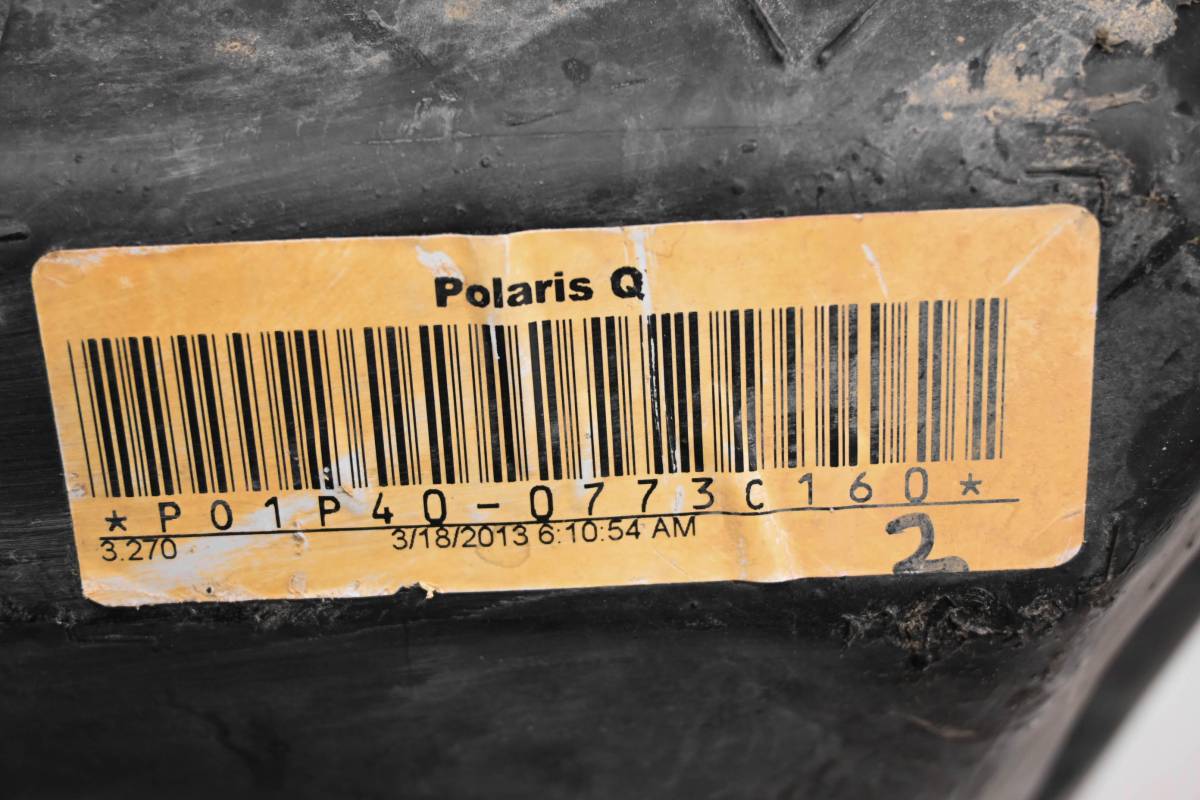 Polaris Q
*P01P40-0773C160*
3.270 3/18/2013 6:10:54 AM
2